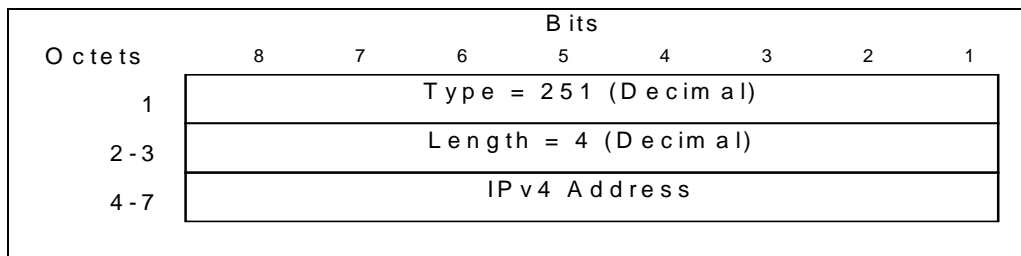 Bits
Octets 8 7 6 5 4 3 2 1
1 Type = 251 (Decimal)
2-3 Length = 4 (Decimal)
4-7 IPv4 Address